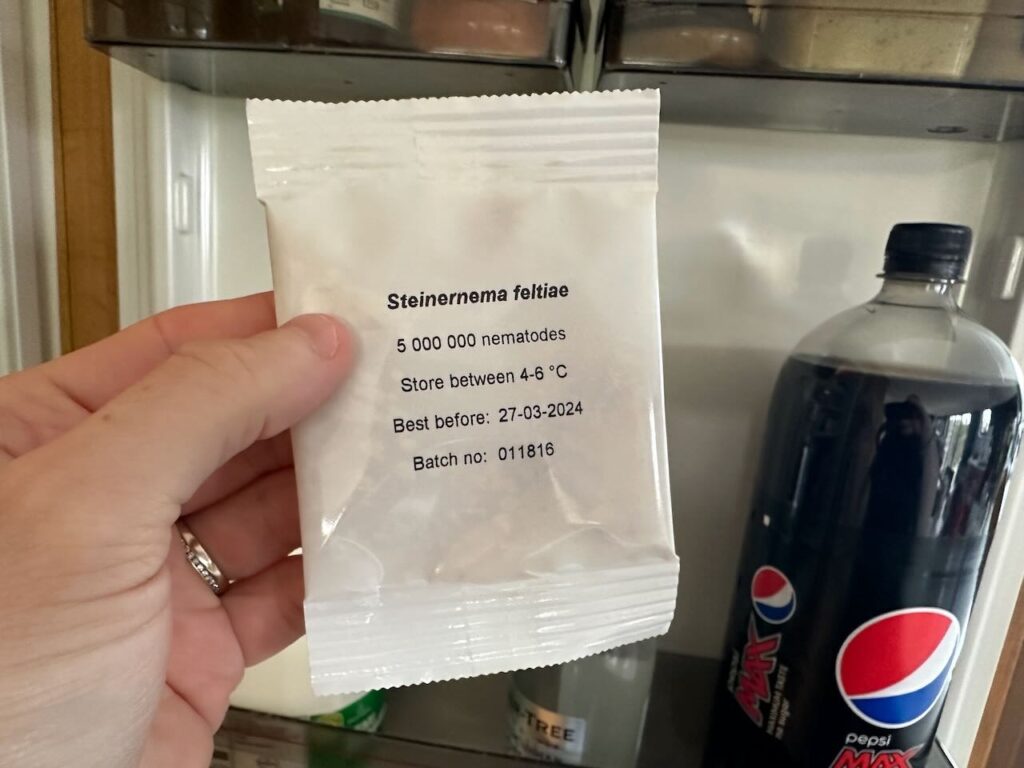 Steinernema feltiae
5 000 000 nematodes
Store between 4-6 °C
Best before: 27-03-2024
Batch no: 011816
TREE
pepsi
MAX
pepsi
MAX